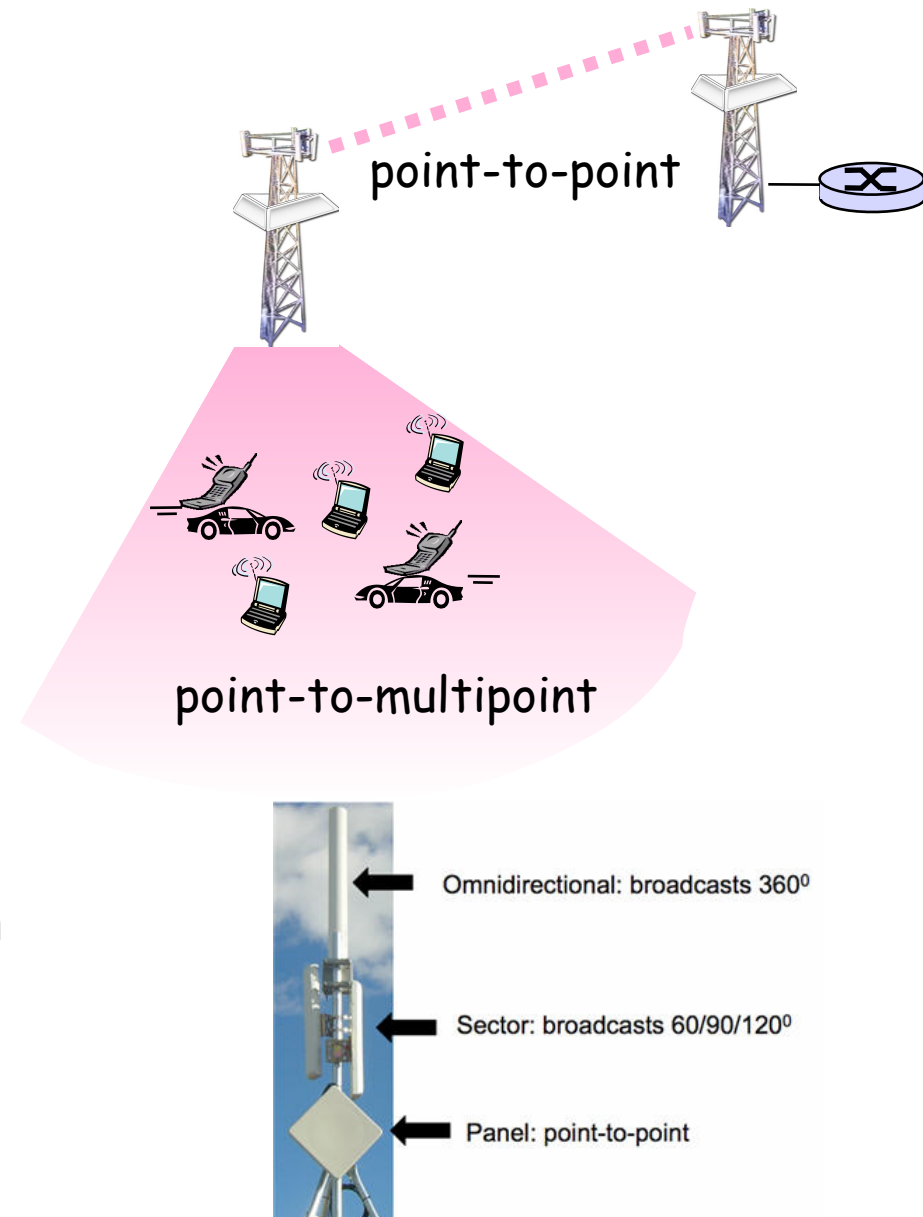 point-to-point
point-to-multipoint
Omnidirectional: broadcasts 360⁰
Sector: broadcasts 60/90/120⁰
Panel: point-to-point